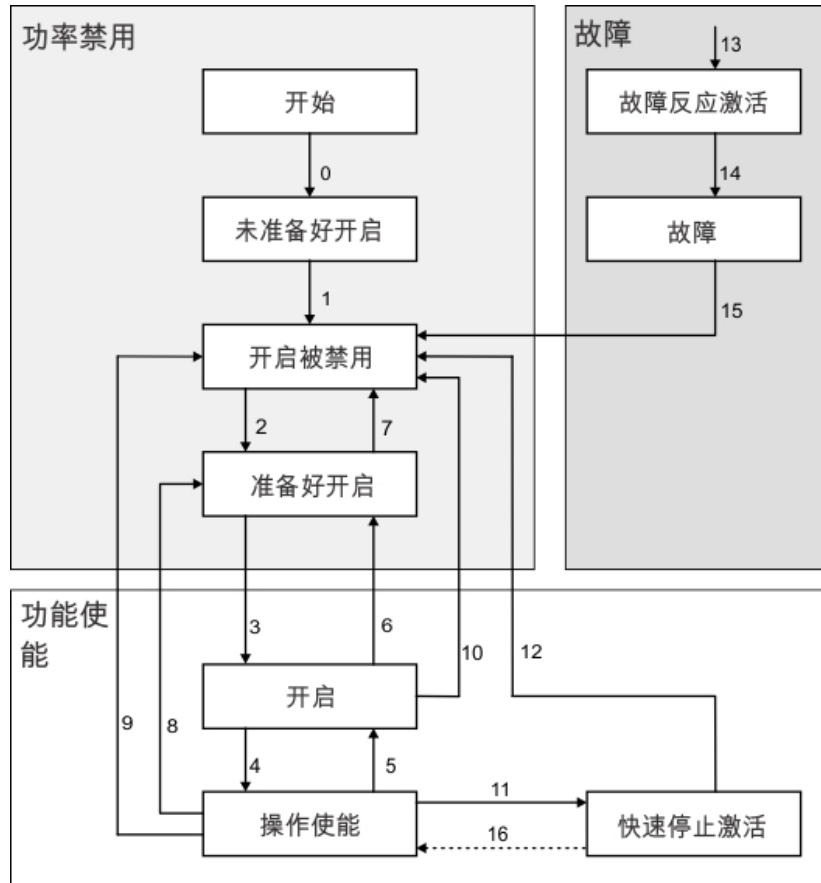 功率禁用
故障
13
开始
故障反应激活
0
14
未准备好开启
故障
1
15
开启被禁用
2
7
准备好开启
功能使
能
3
6
10
12
开启
9
8
4
5
11
操作使能
快速停止激活
16